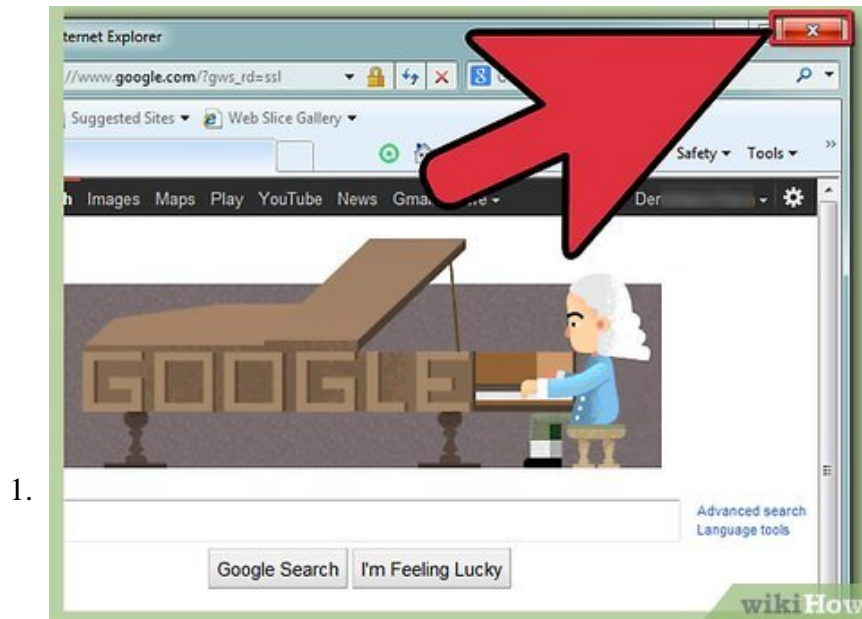 ternet Explorer
//www.google.com/?gws_rd=ssl
Suggested Sites Web Slice Gallery
Safety Tools
Images Maps Play YouTube News Der
GOOGLE
1.
Advanced search
Language tools
Google Search I'm Feeling Lucky
wikiHow